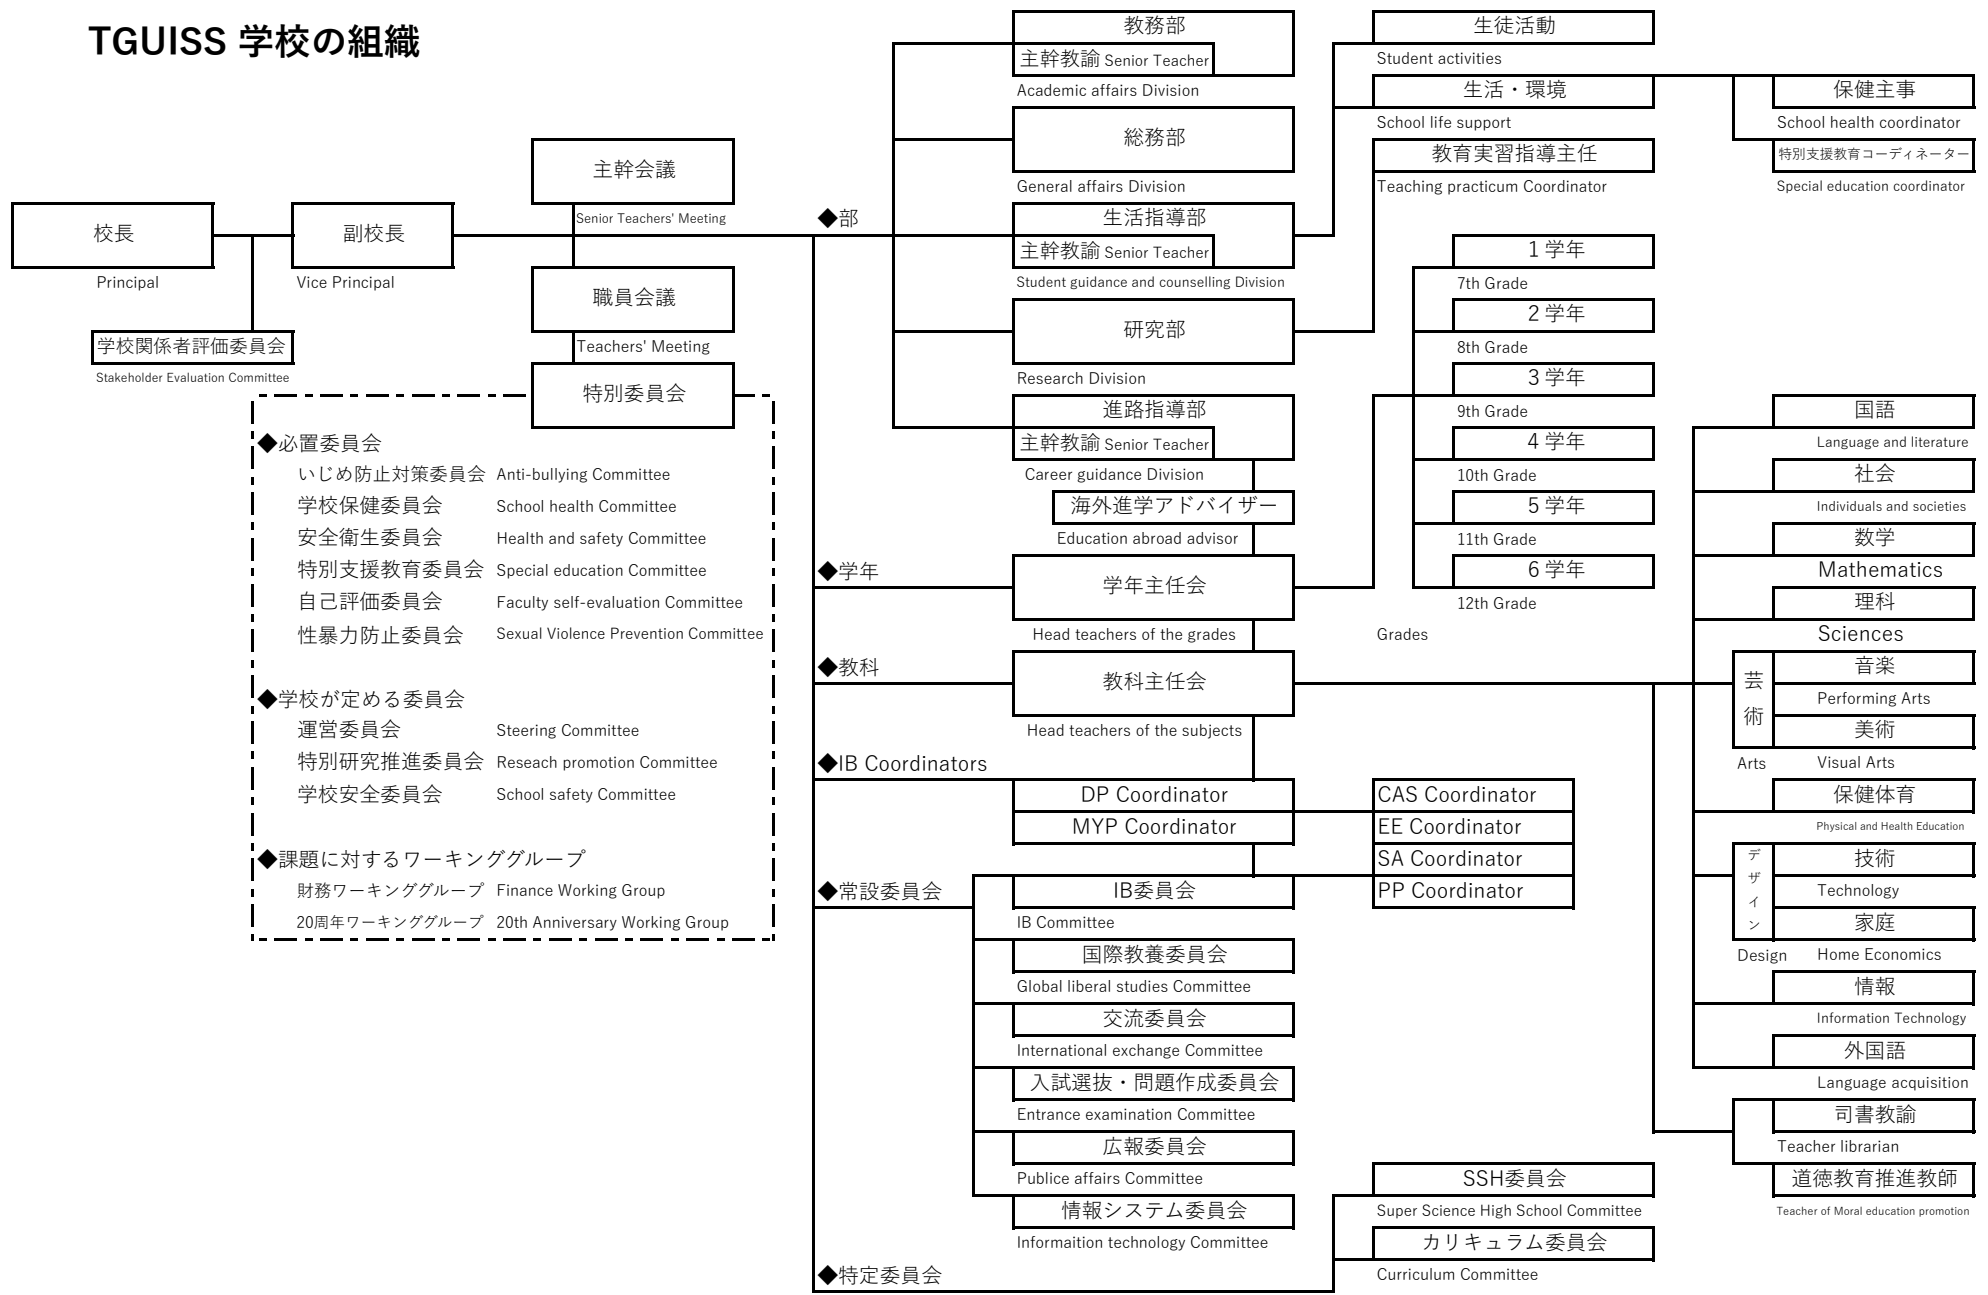 TGUISS 学校の組織
校長
Principal
学校関係者評価委員会
Stakeholder Evaluation Committee
副校長
Vice Principal
主幹会議
Senior Teachers' Meeting
職員会議
Teachers' Meeting
特別委員会
◆必置委員会
いじめ防止対策委員会 Anti-bullying Committee
学校保健委員会 School health Committee
安全衛生委員会 Health and safety Committee
特別支援教育委員会 Special education Committee
自己評価委員会 Faculty self-evaluation Committee
性暴力防止委員会 Sexual Violence Prevention Committee
◆学校が定める委員会
運営委員会 Steering Committee
特別研究推進委員会 Reseach promotion Committee
学校安全委員会 School safety Committee
◆課題に対するワーキンググループ
財務ワーキンググループ Finance Working Group
20周年ワーキンググループ 20th Anniversary Working Group
◆部
教務部
主幹教諭 Senior Teacher
Academic affairs Division
総務部
General affairs Division
生活指導部
主幹教諭 Senior Teacher
Student guidance and counselling Division
研究部
Research Division
進路指導部
主幹教諭 Senior Teacher
Career guidance Division
海外進学アドバイザー
Education abroad advisor
生徒活動
Student activities
生活・環境
School life support
教育実習指導主任
Teaching practicum Coordinator
保健主事
School health coordinator
特別支援教育コーディネーター
Special education coordinator
◆学年
学年主任会
Head teachers of the grades
1 学年
7th Grade
2 学年
8th Grade
3 学年
9th Grade
4 学年
10th Grade
5 学年
11th Grade
6 学年
12th Grade
Grades
◆教科
教科主任会
Head teachers of the subjects
国語
Language and literature
社会
Individuals and societies
数学
Mathematics
理科
Sciences
芸術
音楽
Performing Arts
美術
Arts
Visual Arts
保健体育
Physical and Health Education
デザイン
技術
Technology
家庭
Design
Home Economics
情報
Information Technology
外国語
Language acquisition
司書教諭
Teacher librarian
道徳教育推進教師
Teacher of Moral education promotion
◆IB Coordinators
DP Coordinator
MYP Coordinator
CAS Coordinator
EE Coordinator
SA Coordinator
PP Coordinator
◆常設委員会
IB委員会
IB Committee
国際教養委員会
Global liberal studies Committee
交流委員会
International exchange Committee
入試選抜・問題作成委員会
Entrance examination Committee
広報委員会
Publice affairs Committee
情報システム委員会
Informaition technology Committee
◆特定委員会
SSH委員会
Super Science High School Committee
カリキュラム委員会
Curriculum Committee